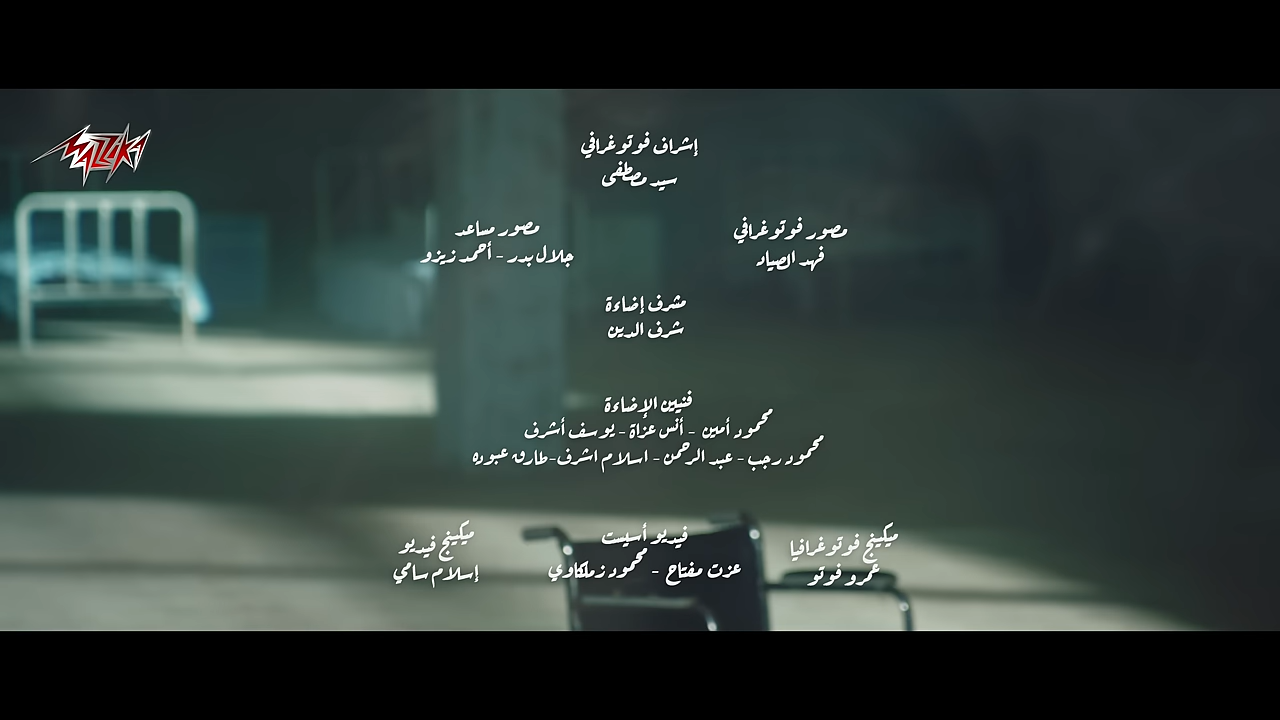 MAZZIKA
إشراف فوتوغرافي
سيد مصطفى
مصور فوتوغرافي
فهد الصياد
مصور مساعد
جلال بدر - أحمد زيزو
مشرف إضاءة
شرف الدين
فنيين الإضاءة
محمود أمين - أنس عزاة - يوسف أشرف
محمود رجب - عبد الرحمن - اسلام اشرف-طارق عبوده
ميكينج فوتوغرافيا
عمرو فوتو
فيديو أسيست
عزت مفتاح - محمود زملكاوي
ميكينج فيديو
إسلام سامي